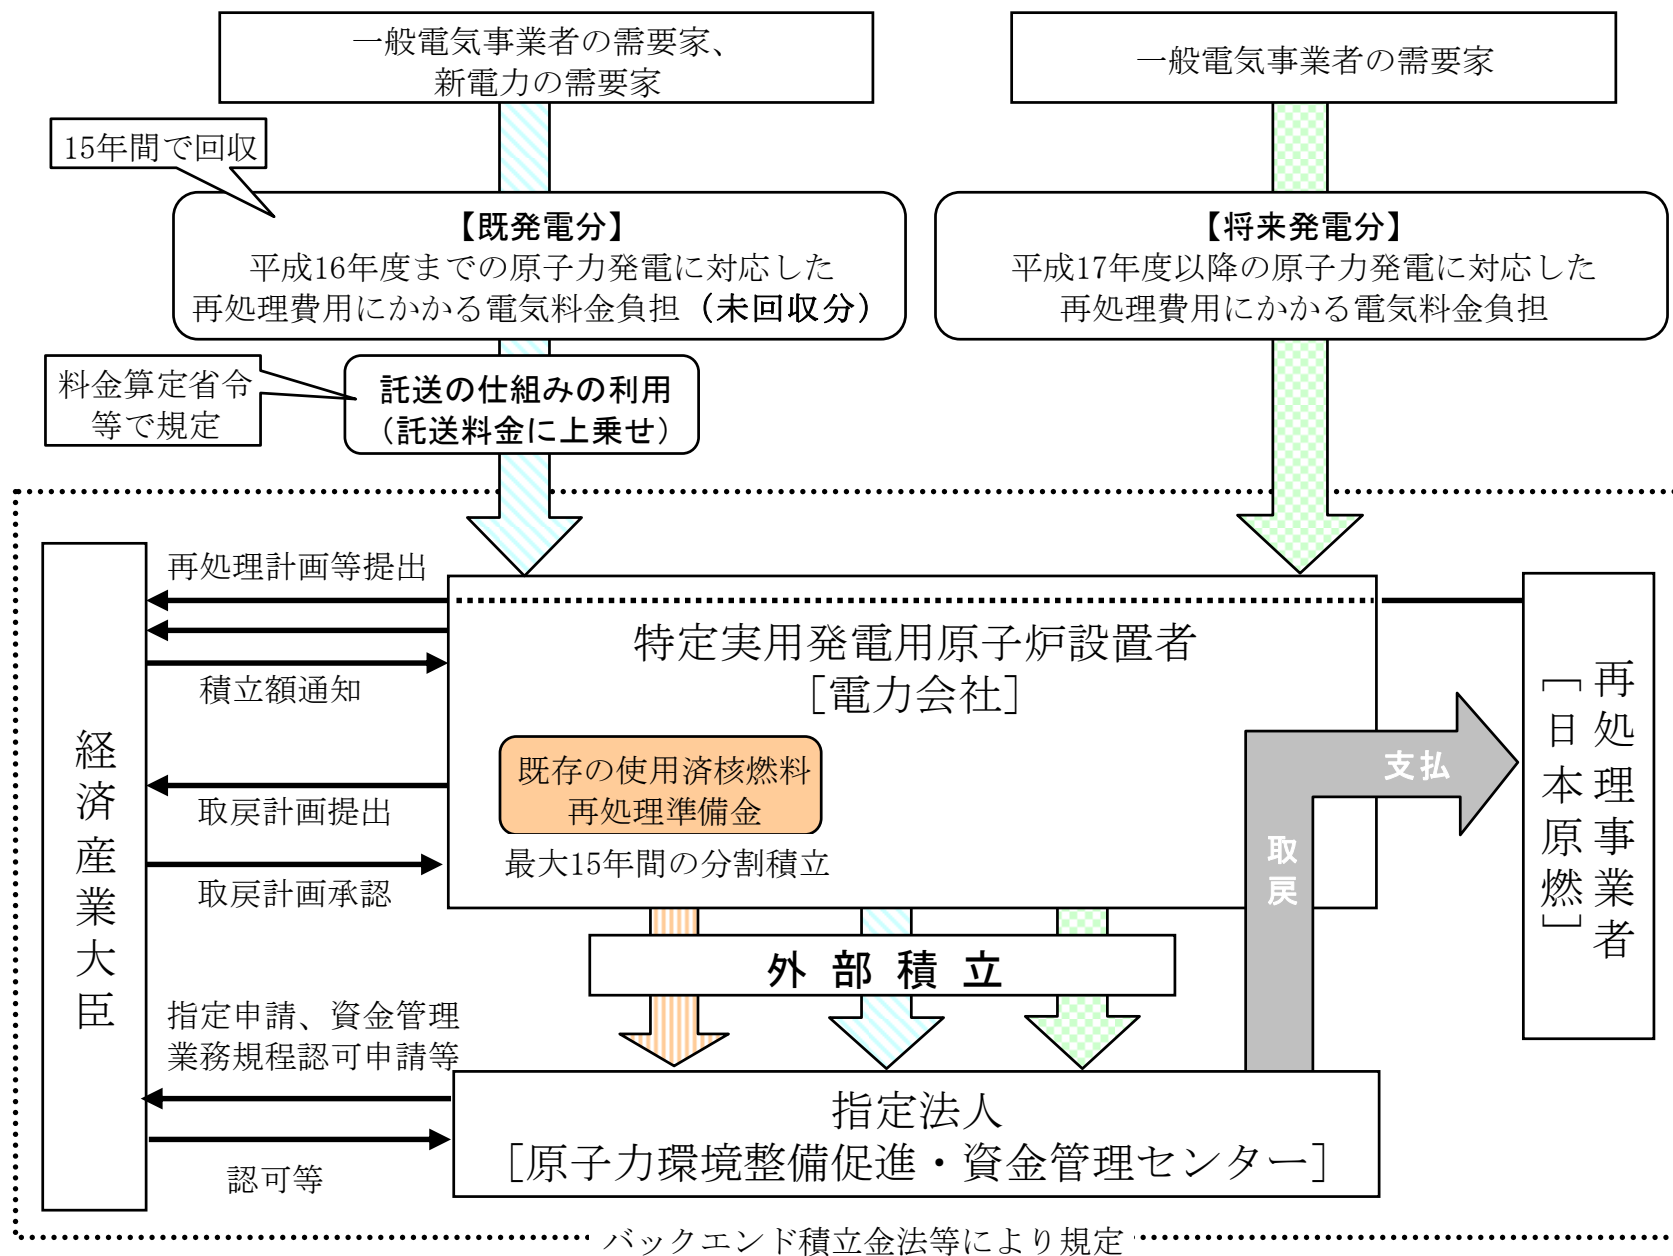 一般電気事業者の需要家、
新電力の需要家
一般電気事業者の需要家
15年間で回収
【既発電分】
平成16年度までの原子力発電に対応した
再処理費用にかかる電気料金負担（未回収分）
【将来発電分】
平成17年度以降の原子力発電に対応した
再処理費用にかかる電気料金負担
料金算定省令
等で規定
託送の仕組みの利用
（託送料金に上乗せ）
再処理計画等提出
積立額通知
取戻計画提出
取戻計画承認
指定申請、資金管理
業務規程認可申請等
認可等
経済産業大臣
特定実用発電用原子炉設置者
［電力会社］
既存の使用済核燃料
再処理準備金
最大15年間の分割積立
支払
取戻
再処理事業者
［日本原燃］
外部積立
指定法人
［原子力環境整備促進・資金管理センター］
バックエンド積立金法等により規定